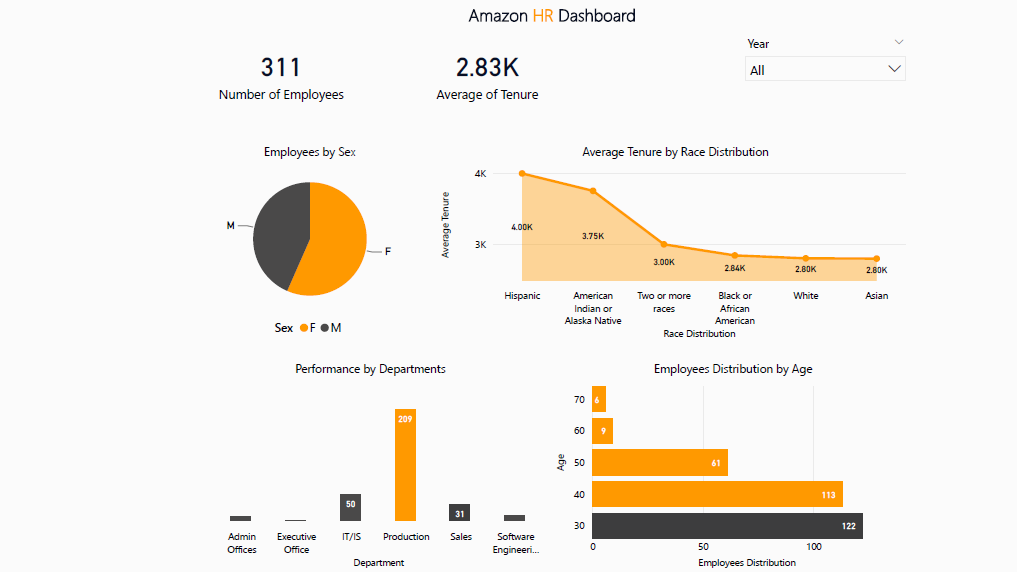 Amazon HR Dashboard
311
Number of Employees
2.83K
Average of Tenure
Year
All
Employees by Sex
M
F
Sex F M
Average Tenure by Race Distribution
Average Tenure
4K
3K
4.00K
3.75K
3.00K
2.84K
2.80K
2.80K
Hispanic
American
Indian or
Alaska Native
Two or more
races
Black or
African
American
White
Asian
Race Distribution
Performance by Departments
50
209
31
Admin
Offices
Executive
Office
IT/IS
Production
Sales
Software
Engineeri...
Department
Employees Distribution by Age
Age
70
6
60
9
50
61
40
113
30
122
0
50
100
Employees Distribution